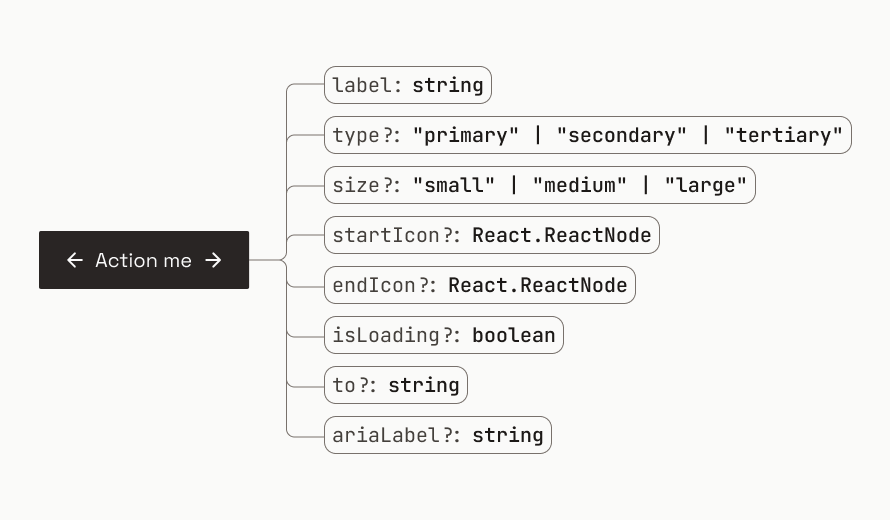 label: string
type?: "primary" | "secondary" | "tertiary"
size?: "small" | "medium" | "large"
startIcon?: React.ReactNode
← Action me →
endIcon?: React.ReactNode
isLoading?: boolean
to?: string
ariaLabel?: string